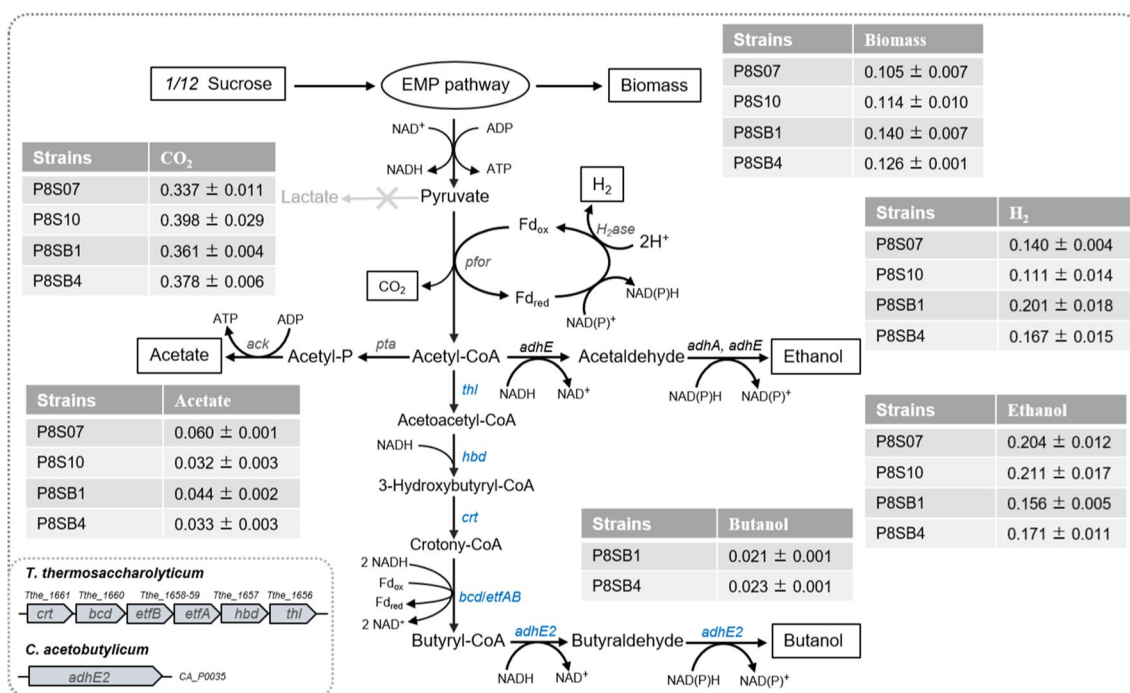 Strains Biomass
P8S07 0.105 ± 0.007
P8S10 0.114 ± 0.010
P8SB1 0.140 ± 0.007
P8SB4 0.126 ± 0.001
1/12 Sucrose
EMP pathway
Biomass
NAD⁺
ADP
NADH
ATP
Strains CO₂
P8S07 0.337 ± 0.011
P8S10 0.398 ± 0.029
P8SB1 0.361 ± 0.004
P8SB4 0.378 ± 0.006
Lactate
Pyruvate
H₂
Fdox
H₂ase
2H⁺
pfor
CO₂
Fdred
NAD(P)H
NAD(P)⁺
Strains H₂
P8S07 0.140 ± 0.004
P8S10 0.111 ± 0.014
P8SB1 0.201 ± 0.018
P8SB4 0.167 ± 0.015
ATP
ADP
Acetate
ack
Acetyl-P
pta
Acetyl-CoA
adhE
Acetaldehyde
adhA, adhE
Ethanol
NADH
NAD⁺
NAD(P)H
NAD(P)⁺
Strains Acetate
P8S07 0.060 ± 0.001
P8S10 0.032 ± 0.003
P8SB1 0.044 ± 0.002
P8SB4 0.033 ± 0.003
thl
Acetoacetyl-CoA
NADH
hbd
3-Hydroxybutyryl-CoA
crt
Crotony-CoA
2 NADH
Fdox
Fdred
2 NAD⁺
bcd/etfAB
Strains Ethanol
P8S07 0.204 ± 0.012
P8S10 0.211 ± 0.017
P8SB1 0.156 ± 0.005
P8SB4 0.171 ± 0.011
Strains Butanol
P8SB1 0.021 ± 0.001
P8SB4 0.023 ± 0.001
Butyryl-CoA
adhE2
Butyraldehyde
adhE2
Butanol
NADH
NAD⁺
NAD(P)H
NAD(P)⁺
T. thermosaccharolyticum
Tthe_1661 Tthe_1660 Tthe_1658-59 Tthe_1657 Tthe_1656
crt bcd etfB etfA hbd thl
C. acetobutylicum
adhE2 CA_P0035